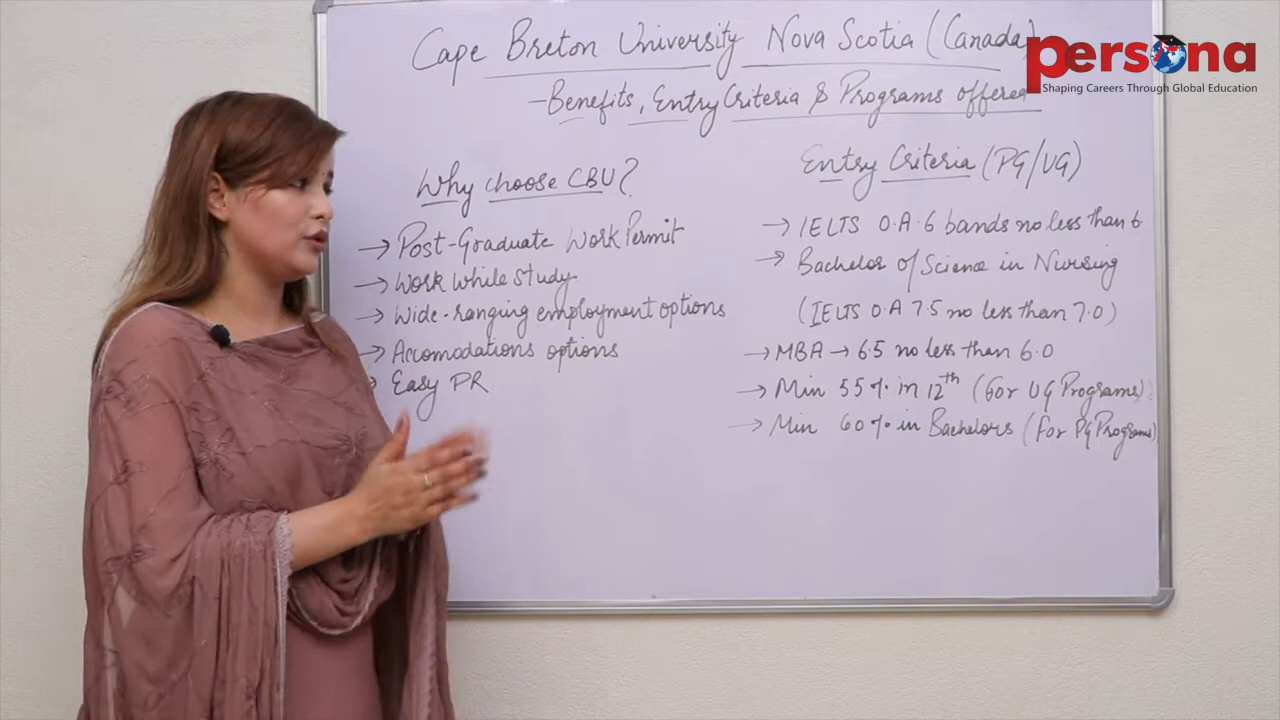 Cape Breton University Nova Scotia (Canada)
- Benefits, Entry Criteria & Programs offered
persona
Shaping Careers Through Global Education
Why choose CBU?
→ Post-Graduate Work Permit
→ Work While Study
→ Wide-ranging employment options
→ Accomodations options
→ Easy PR
Entry Criteria (PG/UG)
→ IELTS O.A. 6 bands no less than 6
→ Bachelor of Science in Nursing
(IELTS O.A 7.5 no less than 7.0)
→ MBA → 6.5 no less than 6.0
→ Min 55% in 12th (For UG Programs)
→ Min 60% in Bachelors (For PG Programs)